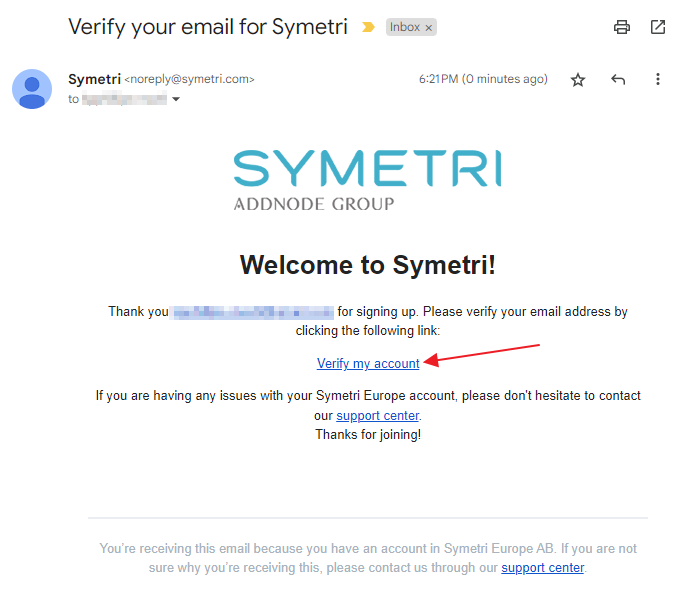 Verify your email for Symetri Inbox ×
Symetri <noreply@symetri.com> 6:21 PM (0 minutes ago)
to
SYMETRI
ADDNODE GROUP
Welcome to Symetri!
Thank you for signing up. Please verify your email address by
clicking the following link:
Verify my account
If you are having any issues with your Symetri Europe account, please don't hesitate to contact
our support center.
Thanks for joining!
You’re receiving this email because you have an account in Symetri Europe AB. If you are not
sure why you’re receiving this, please contact us through our support center.